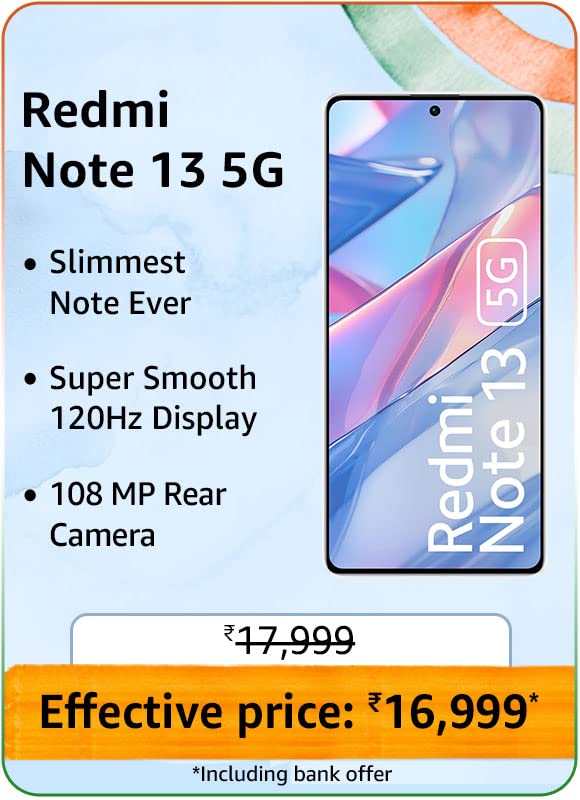 Redmi
Note 13 5G
• Slimmest
Note Ever
• Super Smooth
120Hz Display
• 108 MP Rear
Camera
Redmi
Note 13 5G
₹17,999
Effective price: ₹16,999*
*Including bank offer